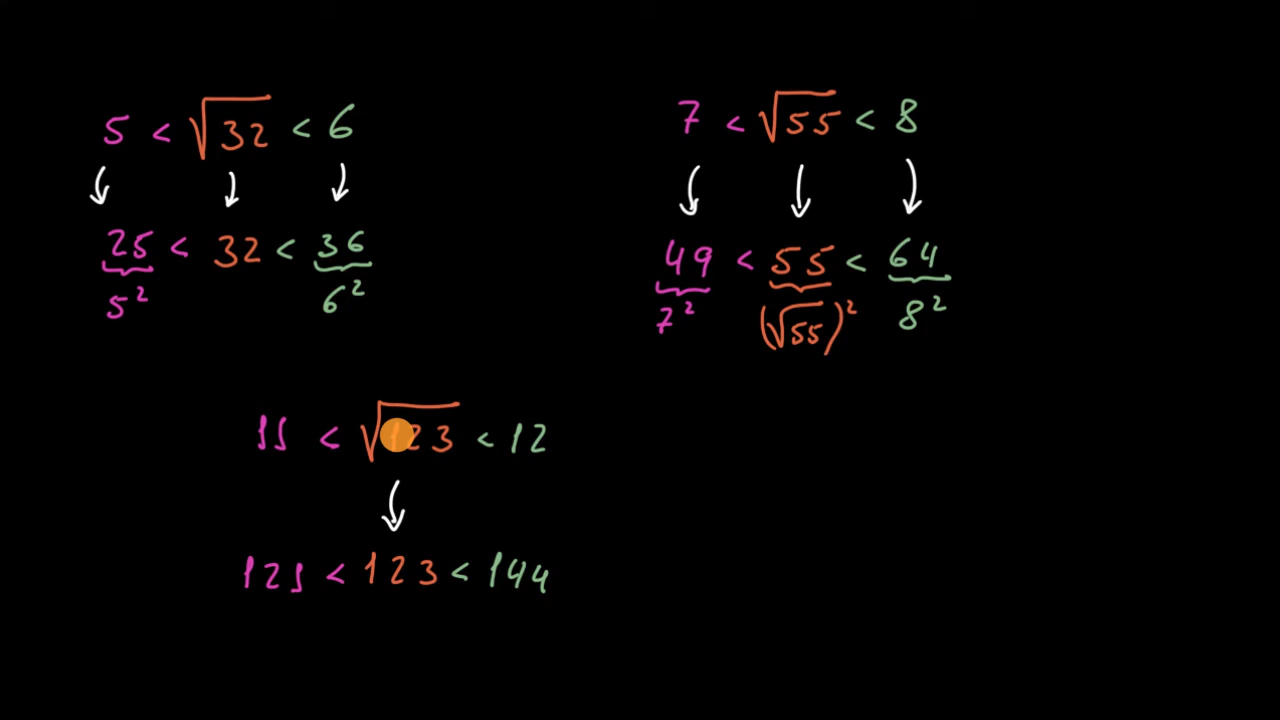 5 < √32 < 6
25 < 32 < 36
5² 6²
7 < √55 < 8
49 < 55 < 64
7² (√55)² 8²
11 < √123 < 12
121 < 123 < 144